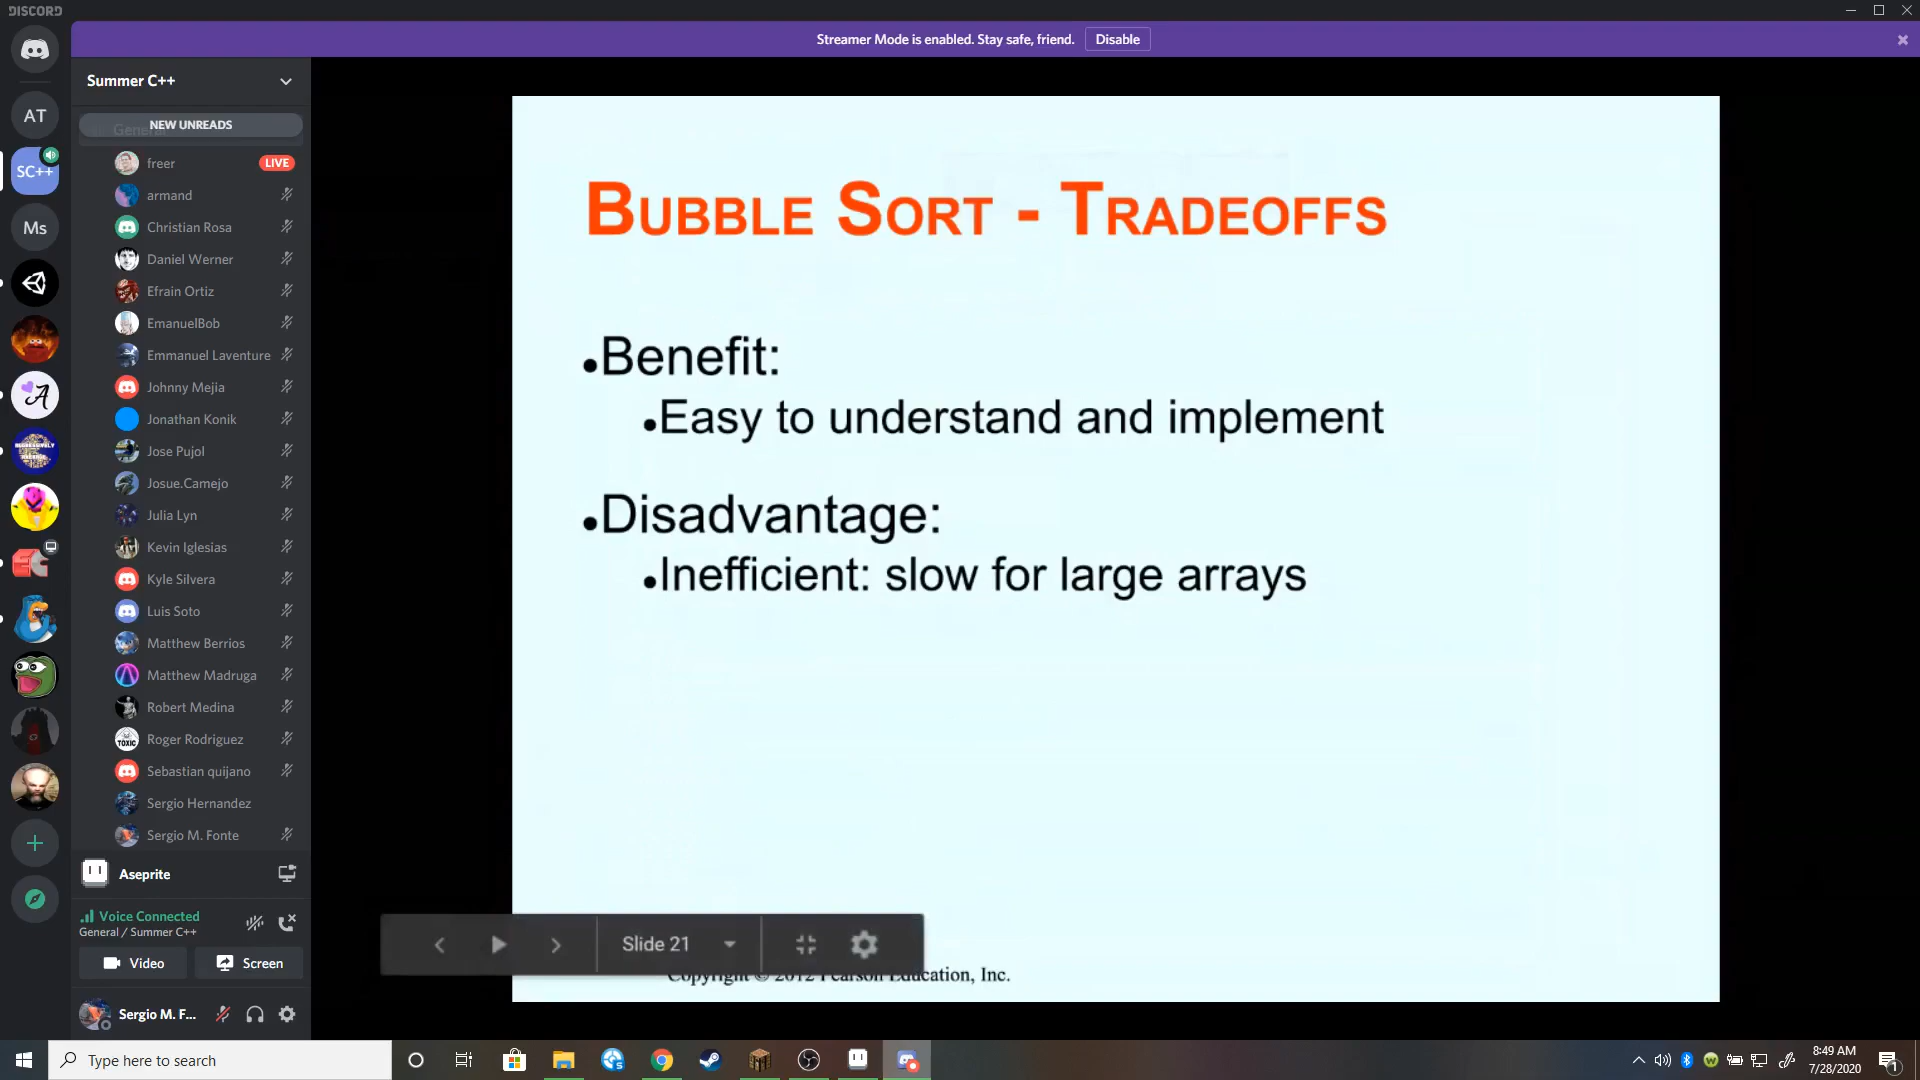 DISCORD
Streamer Mode is enabled. Stay safe, friend. Disable
Summer C++
NEW UNREADS
General
AT
SC++
Ms
freer LIVE
armand
Christian Rosa
Daniel Werner
Efrain Ortiz
EmanuelBob
Emmanuel Laventure
Johnny Mejia
Jonathan Konik
Jose Pujol
Josue.Camejo
Julia Lyn
Kevin Iglesias
Kyle Silvera
Luis Soto
Matthew Berrios
Matthew Madruga
Robert Medina
Roger Rodriguez
TOXIC
Sebastian quijano
Sergio Hernandez
Sergio M. Fonte
Aseprite
Voice Connected
General / Summer C++
Video Screen
Sergio M. F...
BUBBLE SORT - TRADEOFFS
•Benefit:
•Easy to understand and implement
•Disadvantage:
•Inefficient: slow for large arrays
Slide 21
Copyright © 2012 Pearson Education, Inc.
Type here to search
8:49 AM
7/28/2020
1